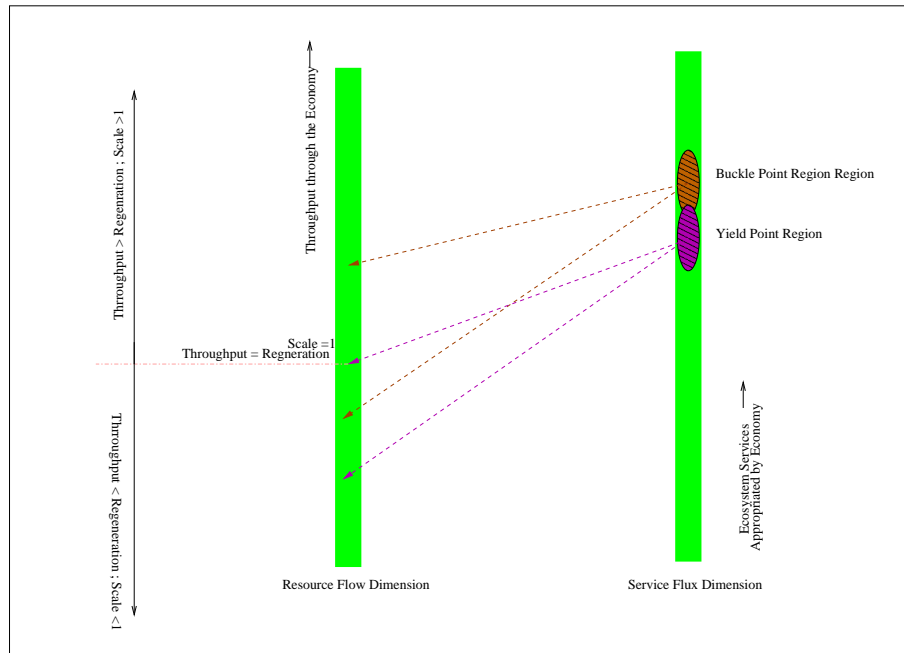 Throughput through the Economy
Throughput > Regenration ; Scale >1
Buckle Point Region Region
Yield Point Region
Scale =1
Throughput = Regneration
Throughput < Regeneration ; Scale <1
Ecosystem Services
Appropriated by Economy
Resource Flow Dimension
Service Flux Dimension